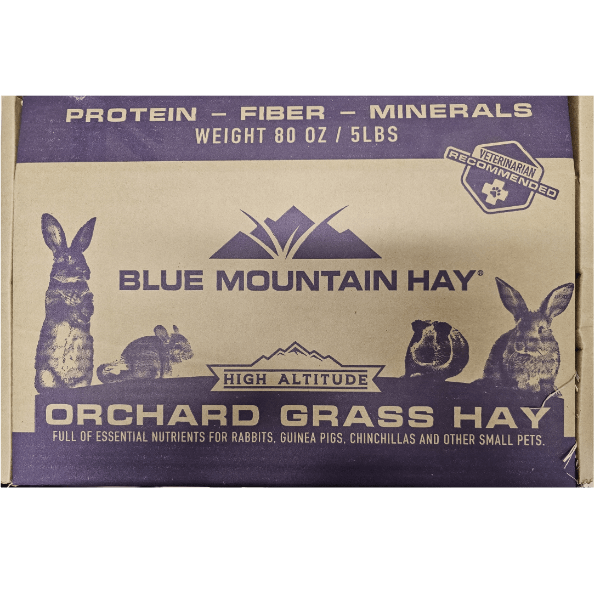 PROTEIN – FIBER – MINERALS
WEIGHT 80 OZ / 5LBS
VETERINARIAN
RECOMMENDED
BLUE MOUNTAIN HAY®
HIGH ALTITUDE
ORCHARD GRASS HAY
FULL OF ESSENTIAL NUTRIENTS FOR RABBITS, GUINEA PIGS, CHINCHILLAS AND OTHER SMALL PETS.